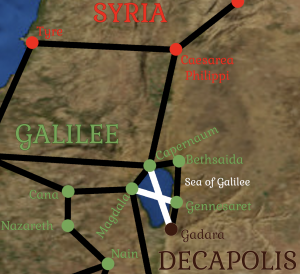 SYRIA
Tyre
Caesarea
Philippi
GALILEE
Capernaum
Bethsaida
Sea of Galilee
Cana
Magdala
Gennesaret
Nazareth
Gadara
Nain
DECAPOLIS